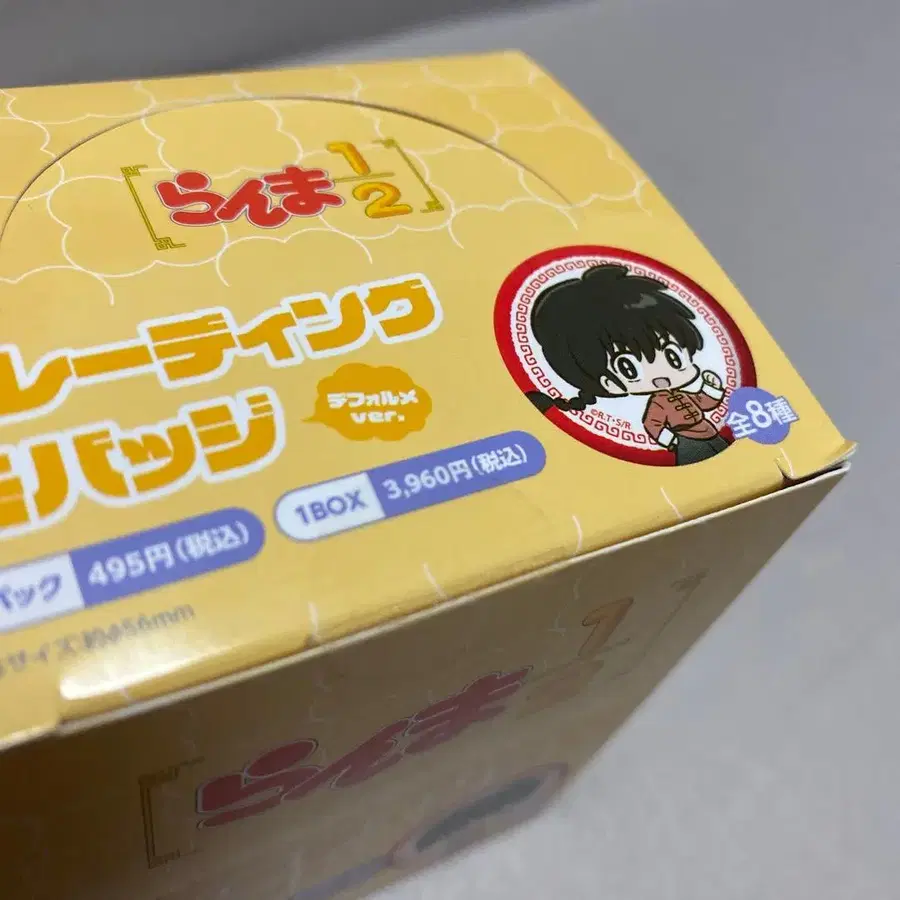 らんま1/2
レーディング
バッジ
デフォルメ
ver.
©R.T・S/R
全8種
パック 495円(税込)
1BOX 3,960円(税込)
サイズ:約φ56mm
らんま1/2